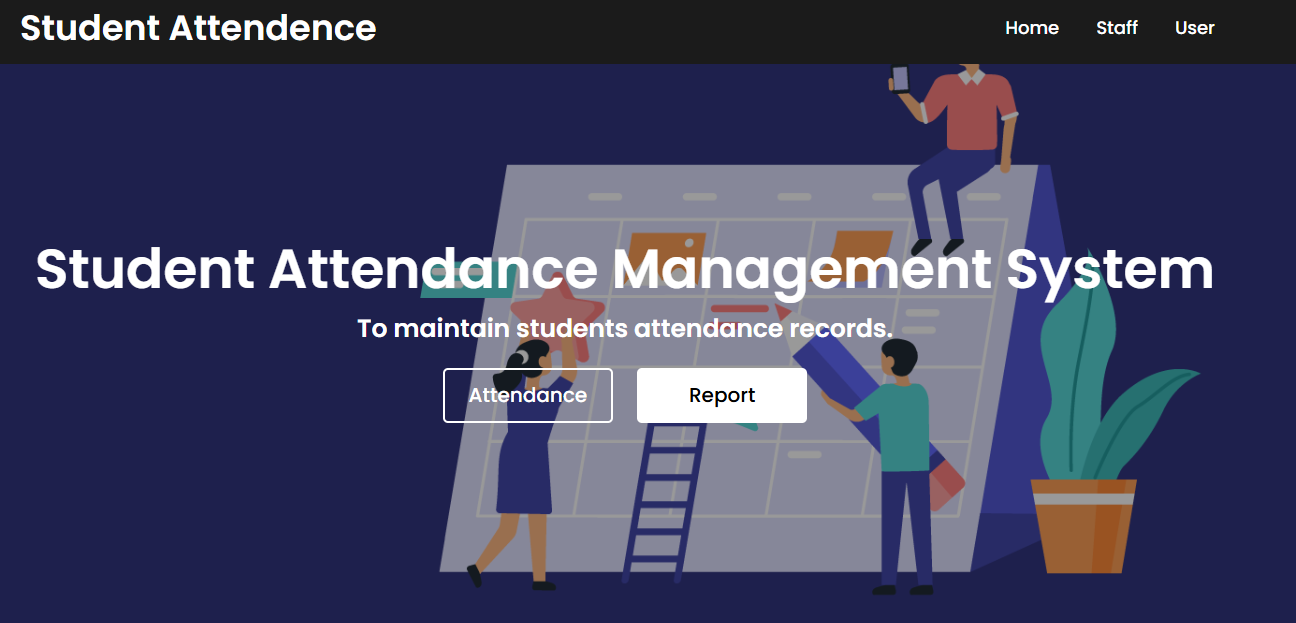 Student Attendence
Home Staff User
Student Attendance Management System
To maintain students attendance records.
Attendance Report